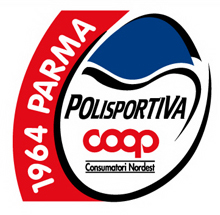 1964 PARMA
POLISPORTIVA
coop
Consumatori Nordest